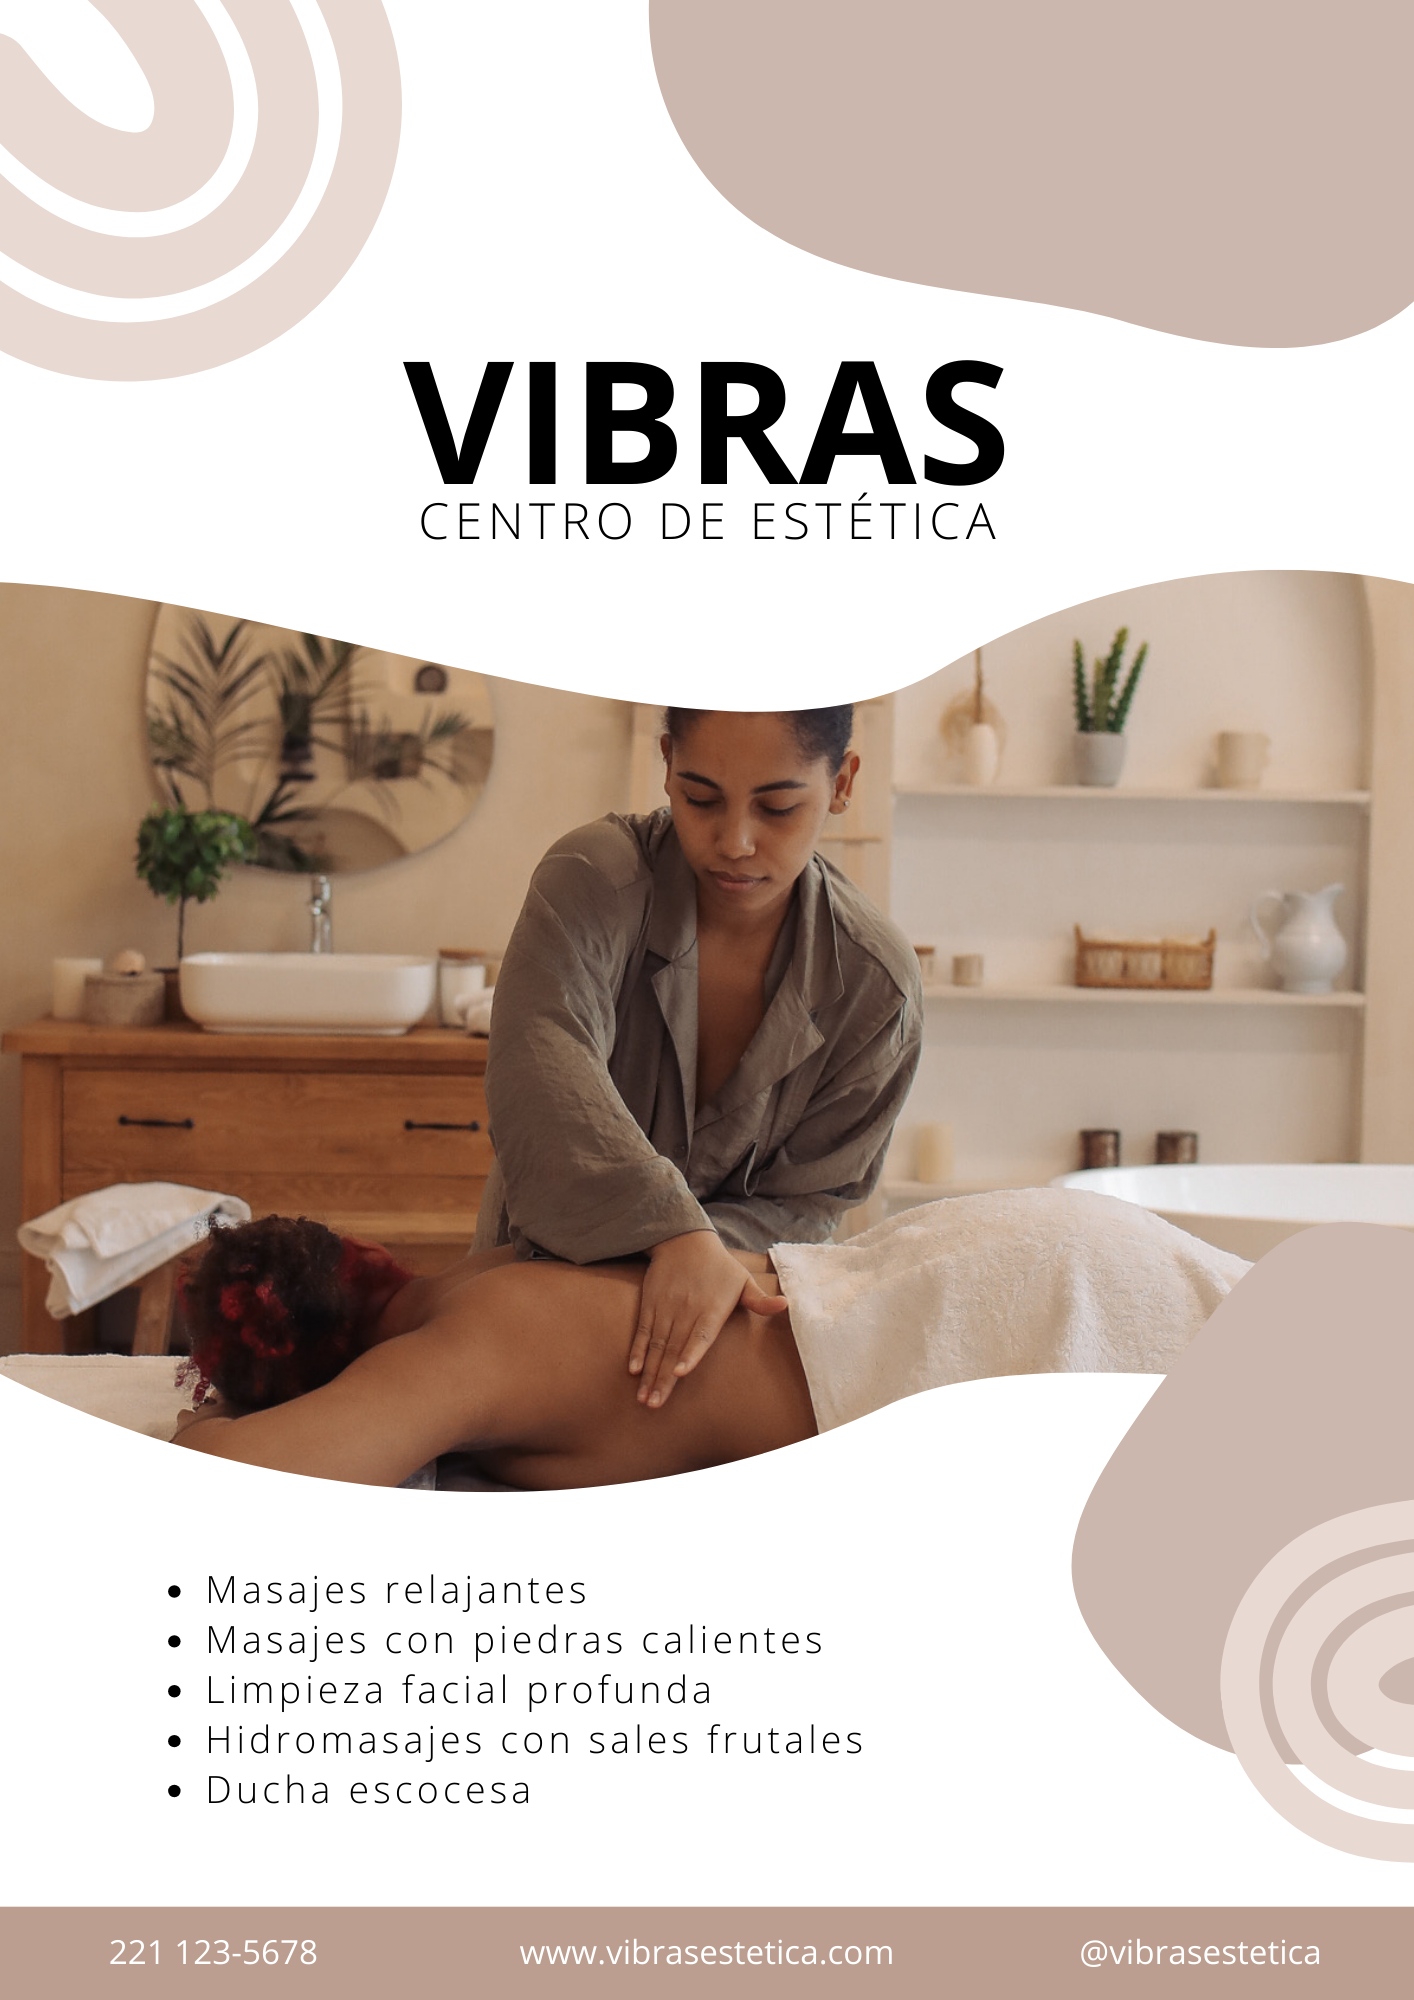 VIBRAS
CENTRO DE ESTÉTICA
• Masajes relajantes
• Masajes con piedras calientes
• Limpieza facial profunda
• Hidromasajes con sales frutales
• Ducha escocesa
221 123-5678 www.vibrasestetica.com @vibrasestetica